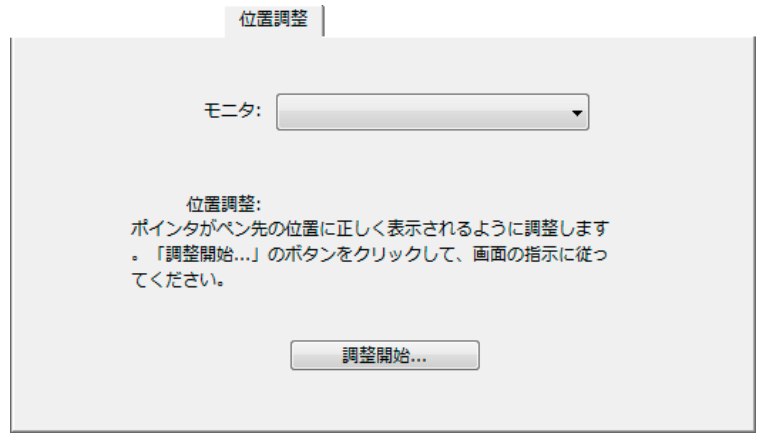 位置調整
モニタ:
位置調整:
ポインタがペン先の位置に正しく表示されるように調整します
。「調整開始...」のボタンをクリックして、画面の指示に従っ
てください。
調整開始...